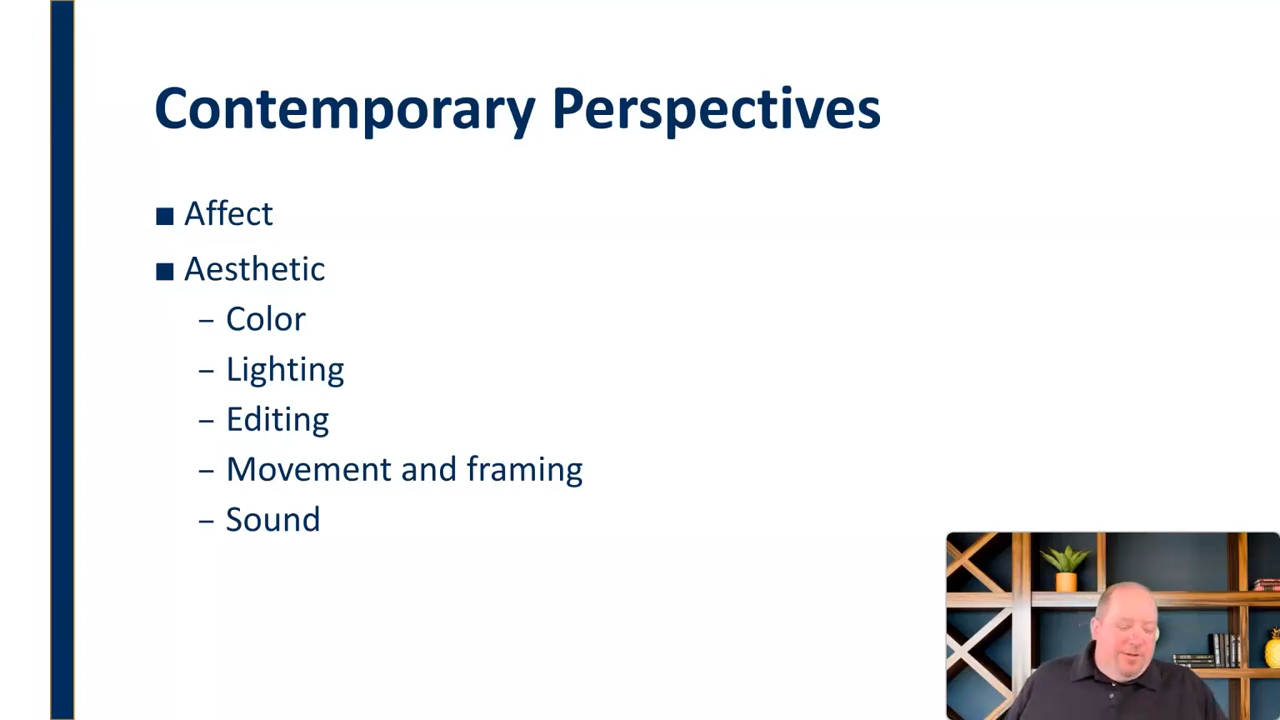 Contemporary Perspectives
■ Affect
■ Aesthetic
– Color
– Lighting
– Editing
– Movement and framing
– Sound